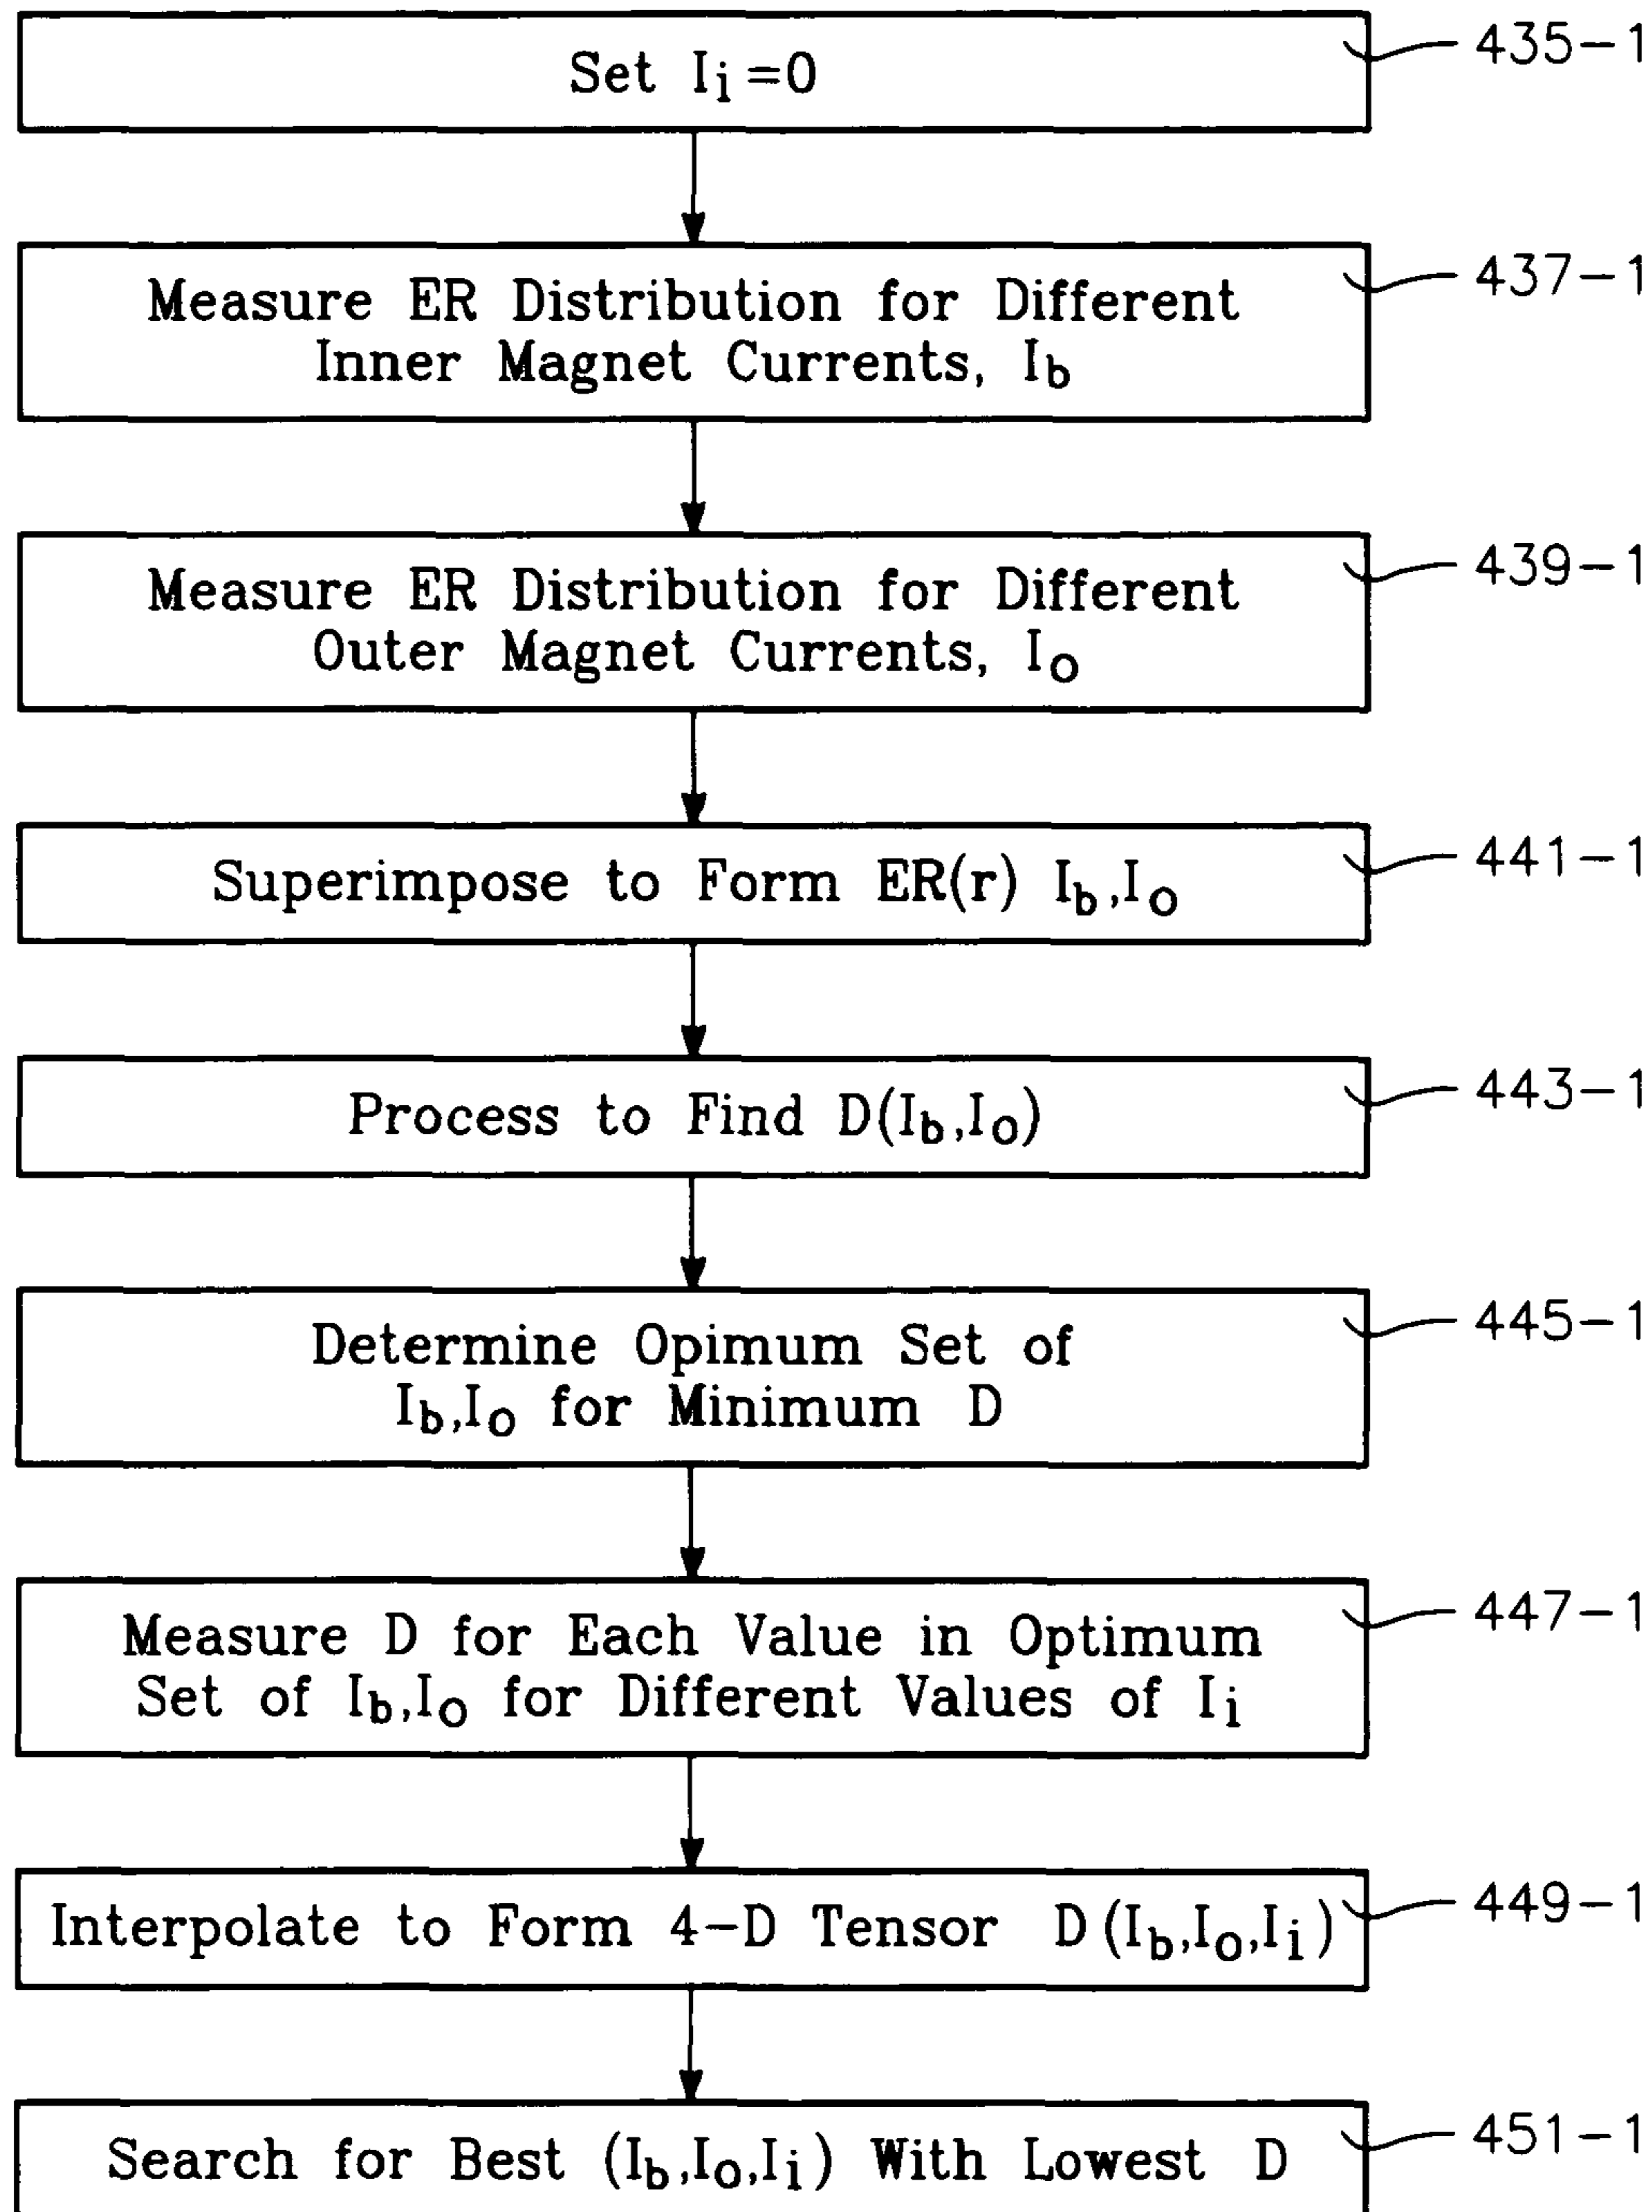 Set Ii=0
435-1
Measure ER Distribution for Different
Inner Magnet Currents, Ib
437-1
Measure ER Distribution for Different
Outer Magnet Currents, Io
439-1
Superimpose to Form ER(r) Ib,Io
441-1
Process to Find D(Ib,Io)
443-1
Determine Opimum Set of
Ib,Io for Minimum D
445-1
Measure D for Each Value in Optimum
Set of Ib,Io for Different Values of Ii
447-1
Interpolate to Form 4-D Tensor D(Ib,Io,Ii)
449-1
Search for Best (Ib,Io,Ii) With Lowest D
451-1